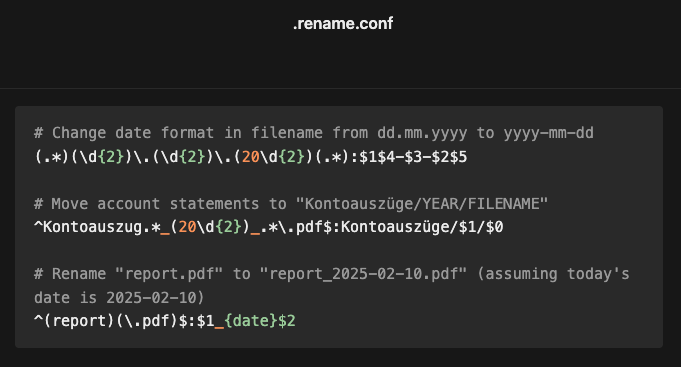 .rename.conf
# Change date format in filename from dd.mm.yyyy to yyyy-mm-dd
(.*)(\d{2})\.(\d{2})\.(20\d{2})(.*):$1$4-$3-$2$5
# Move account statements to "Kontoauszüge/YEAR/FILENAME"
^Kontoauszug.*_(20\d{2})_.*\.pdf$:Kontoauszüge/$1/$0
# Rename "report.pdf" to "report_2025-02-10.pdf" (assuming today's
date is 2025-02-10)
^(report)(\.pdf)$:$1_{date}$2